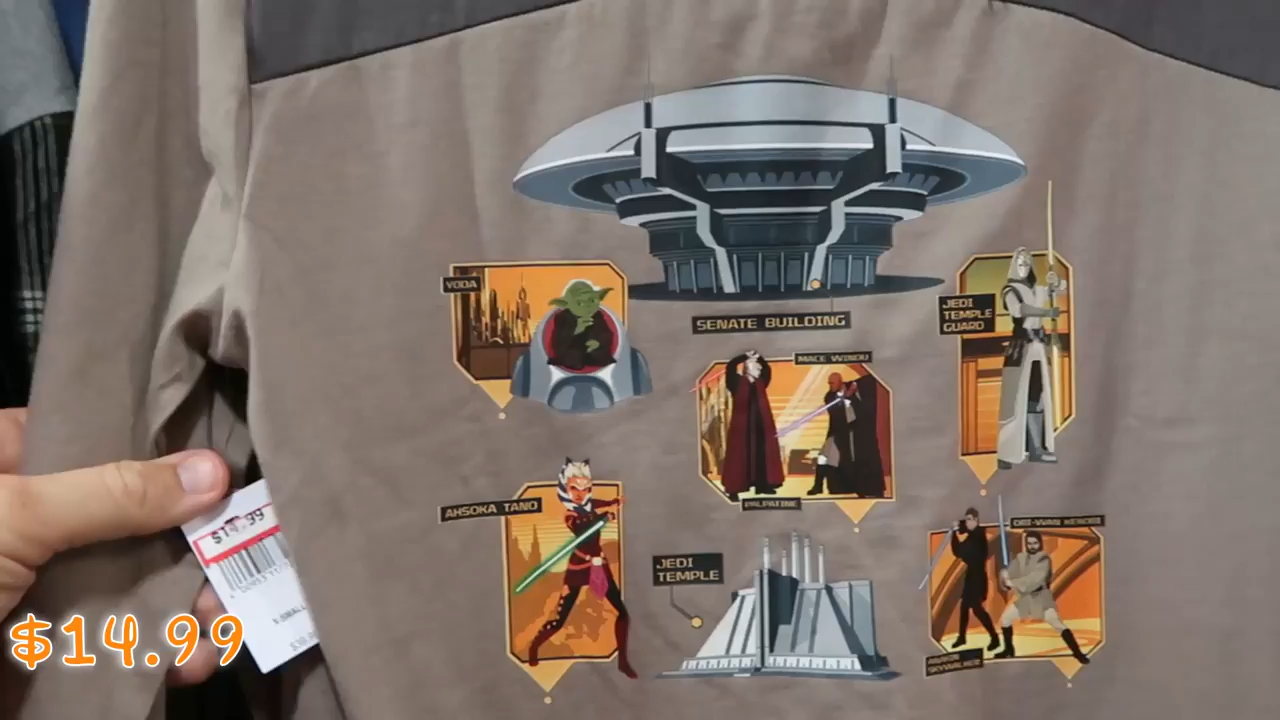 YODA
SENATE BUILDING
JEDI
TEMPLE
GUARD
MACE WINDU
PALPATINE
AHSOKA TANO
JEDI
TEMPLE
OBI-WAN KENOBI
ANAKIN
SKYWALKER
$14.99
$14.99